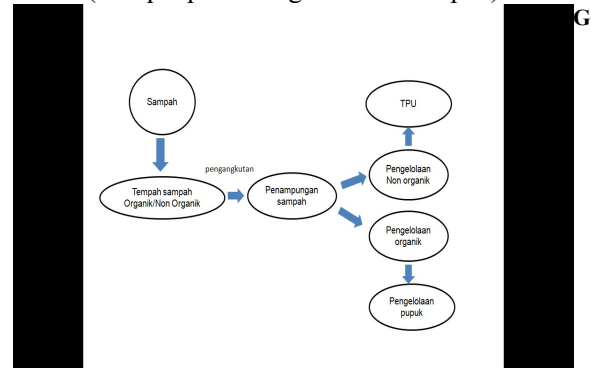 G
Sampah
TPU
pengangkutan
Tempah sampah
Organik/Non Organik
Penampungan
sampah
Pengelolaan
Non organik
Pengelolaan
organik
Pengelolaan
pupuk